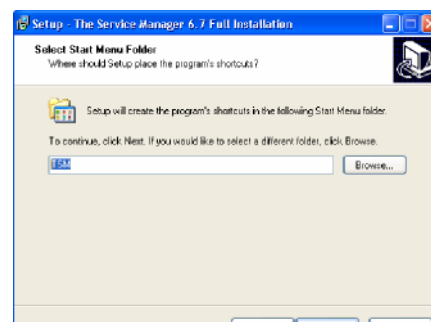 Setup - The Service Manager 6.7 Full Installation
Select Start Menu Folder
Where should Setup place the program's shortcuts?
Setup will create the program's shortcuts in the following Start Menu folder.
To continue, click Next. If you would like to select a different folder, click Browse.
TSM
Browse...